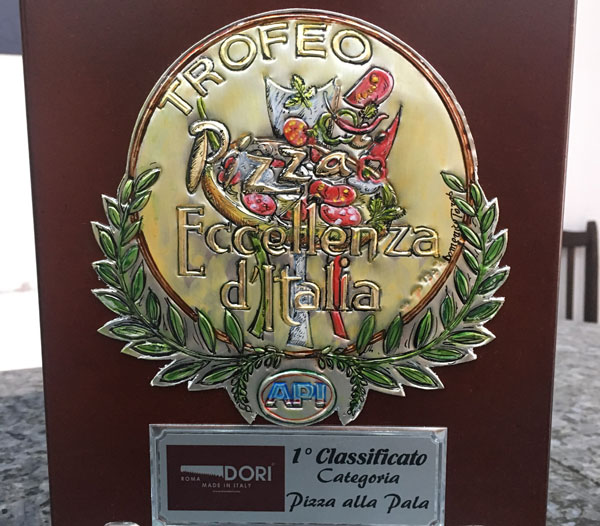 TROFEO
Pizza
Eccellenza
d'Italia
API
DORI
ROMA
MADE IN ITALY
1° Classificato
Categoria
Pizza alla Pala